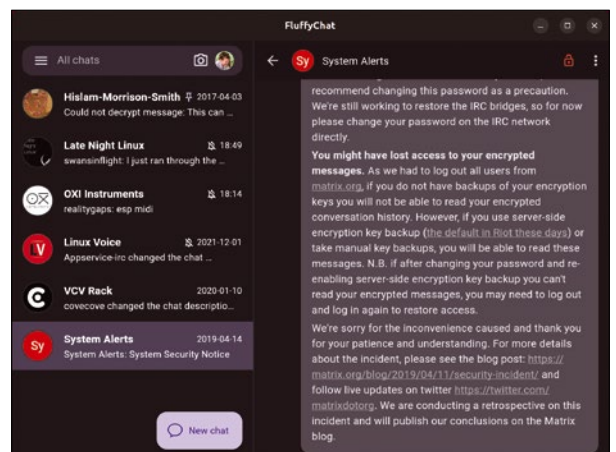 FluffyChat
All chats
Hislam-Morrison-Smith 2017-04-03
Could not decrypt message: This can ...
Late Night Linux 18:49
swansinflight: I just ran through the ...
OXI Instruments 18:14
realitygaps: esp midi
Linux Voice 2021-12-01
Appservice-irc changed the chat ...
VCV Rack 2020-01-10
covecove changed the chat descriptio...
Sy
System Alerts 2019-04-14
System Alerts: System Security Notice
New chat
Sy System Alerts
recommend changing this password as a precaution.
We're still working to restore the IRC bridges, so for now
please change your password on the IRC network
directly.
You might have lost access to your encrypted
messages. As we had to log out all users from
matrix.org, if you do not have backups of your encryption
keys you will not be able to read your encrypted
conversation history. However, if you use server-side
encryption key backup (the default in Riot these days) or
take manual key backups, you will be able to read these
messages. N.B. if after changing your password and re-
enabling server-side encryption key backup you can't
read your encrypted messages, you may need to log out
and log in again to restore access.
We're sorry for the inconvenience caused and thank you
for your patience and understanding. For more details
about the incident, please see the blog post: https://
matrix.org/blog/2019/04/11/security-incident/ and
follow live updates on twitter https://twitter.com/
matrixdotorg. We are conducting a retrospective on this
incident and will publish our conclusions on the Matrix
blog.